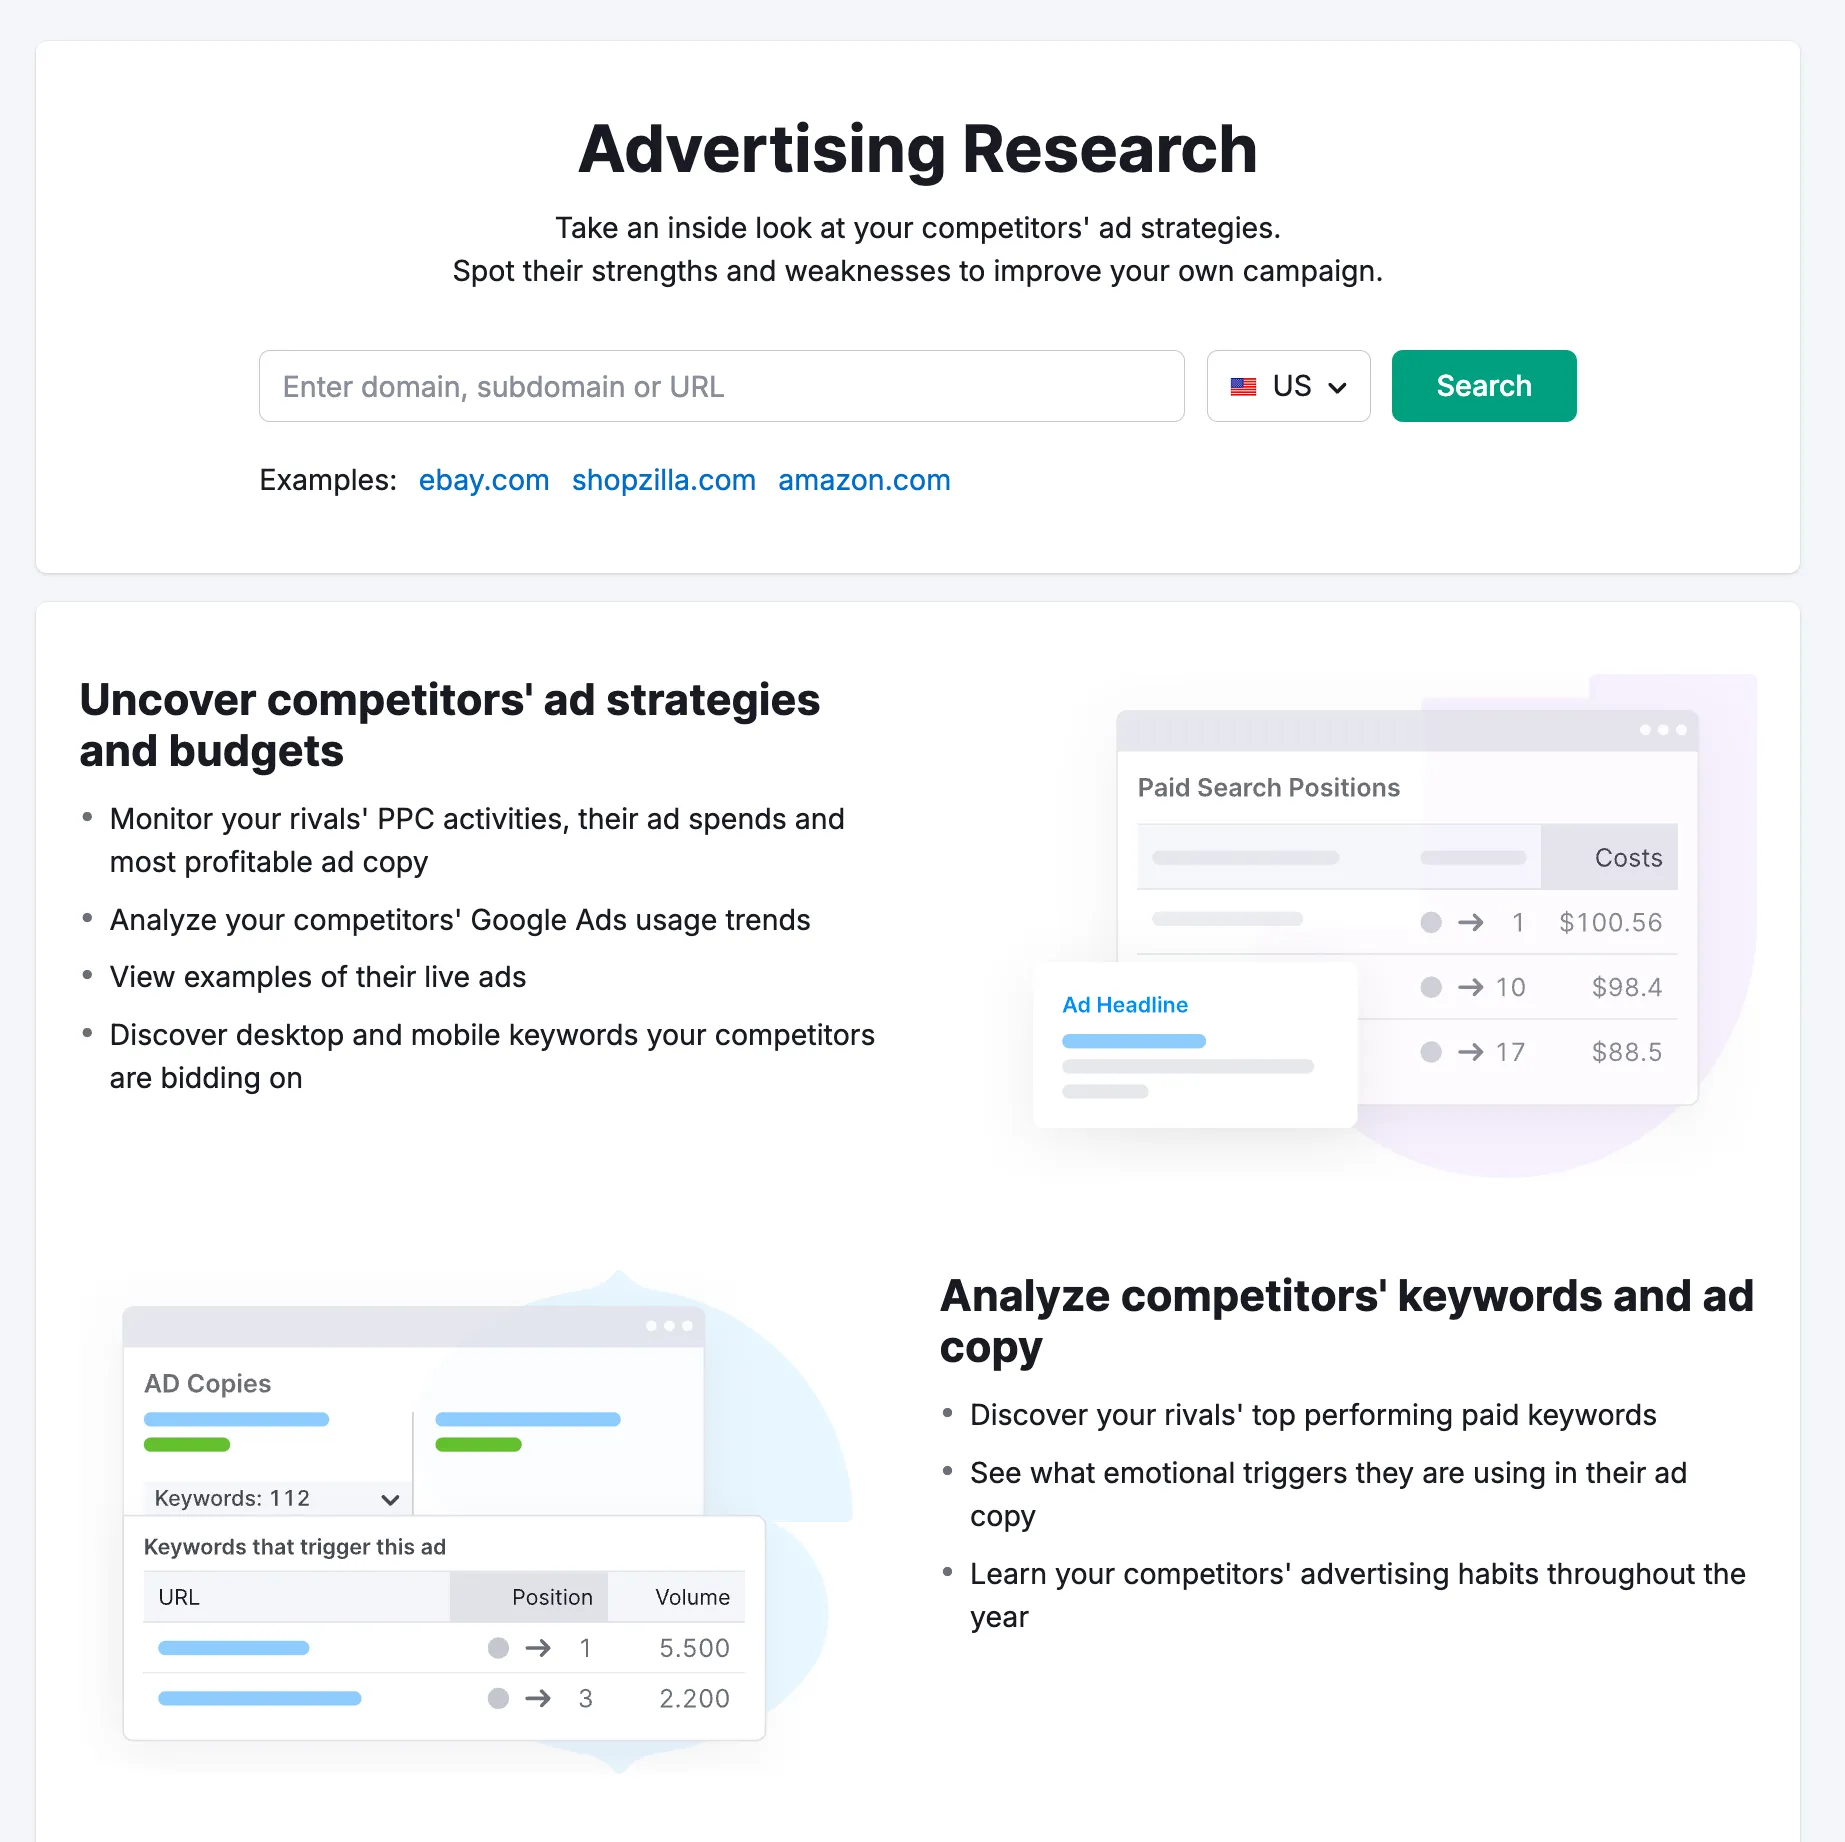 Advertising Research
Take an inside look at your competitors' ad strategies.
Spot their strengths and weaknesses to improve your own campaign.
Enter domain, subdomain or URL
US
Search
Examples: ebay.com shopzilla.com amazon.com
Uncover competitors' ad strategies
and budgets
• Monitor your rivals' PPC activities, their ad spends and
most profitable ad copy
• Analyze your competitors' Google Ads usage trends
• View examples of their live ads
• Discover desktop and mobile keywords your competitors
are bidding on
Paid Search Positions
Costs
→ 1 $100.56
→ 10 $98.4
→ 17 $88.5
Ad Headline
AD Copies
Keywords: 112
Keywords that trigger this ad
URL Position Volume
→ 1 5.500
→ 3 2.200
Analyze competitors' keywords and ad
copy
• Discover your rivals' top performing paid keywords
• See what emotional triggers they are using in their ad
copy
• Learn your competitors' advertising habits throughout the
year